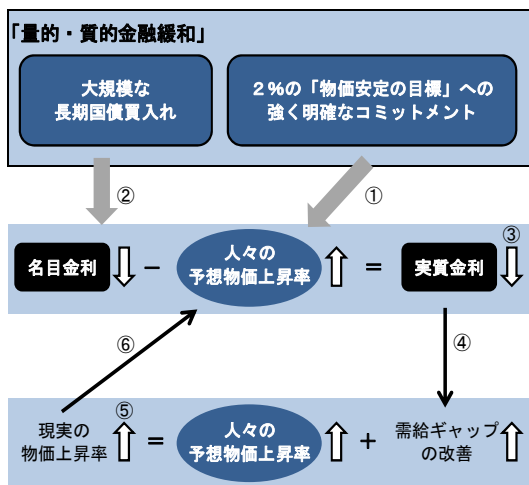 「量的・質的金融緩和」
大規模な
長期国債買入れ
2%の「物価安定の目標」への
強く明確なコミットメント
②
①
③
名目金利
−
人々の
予想物価上昇率
=
実質金利
⑥
④
⑤
現実の
物価上昇率
=
人々の
予想物価上昇率
+
需給ギャップ
の改善